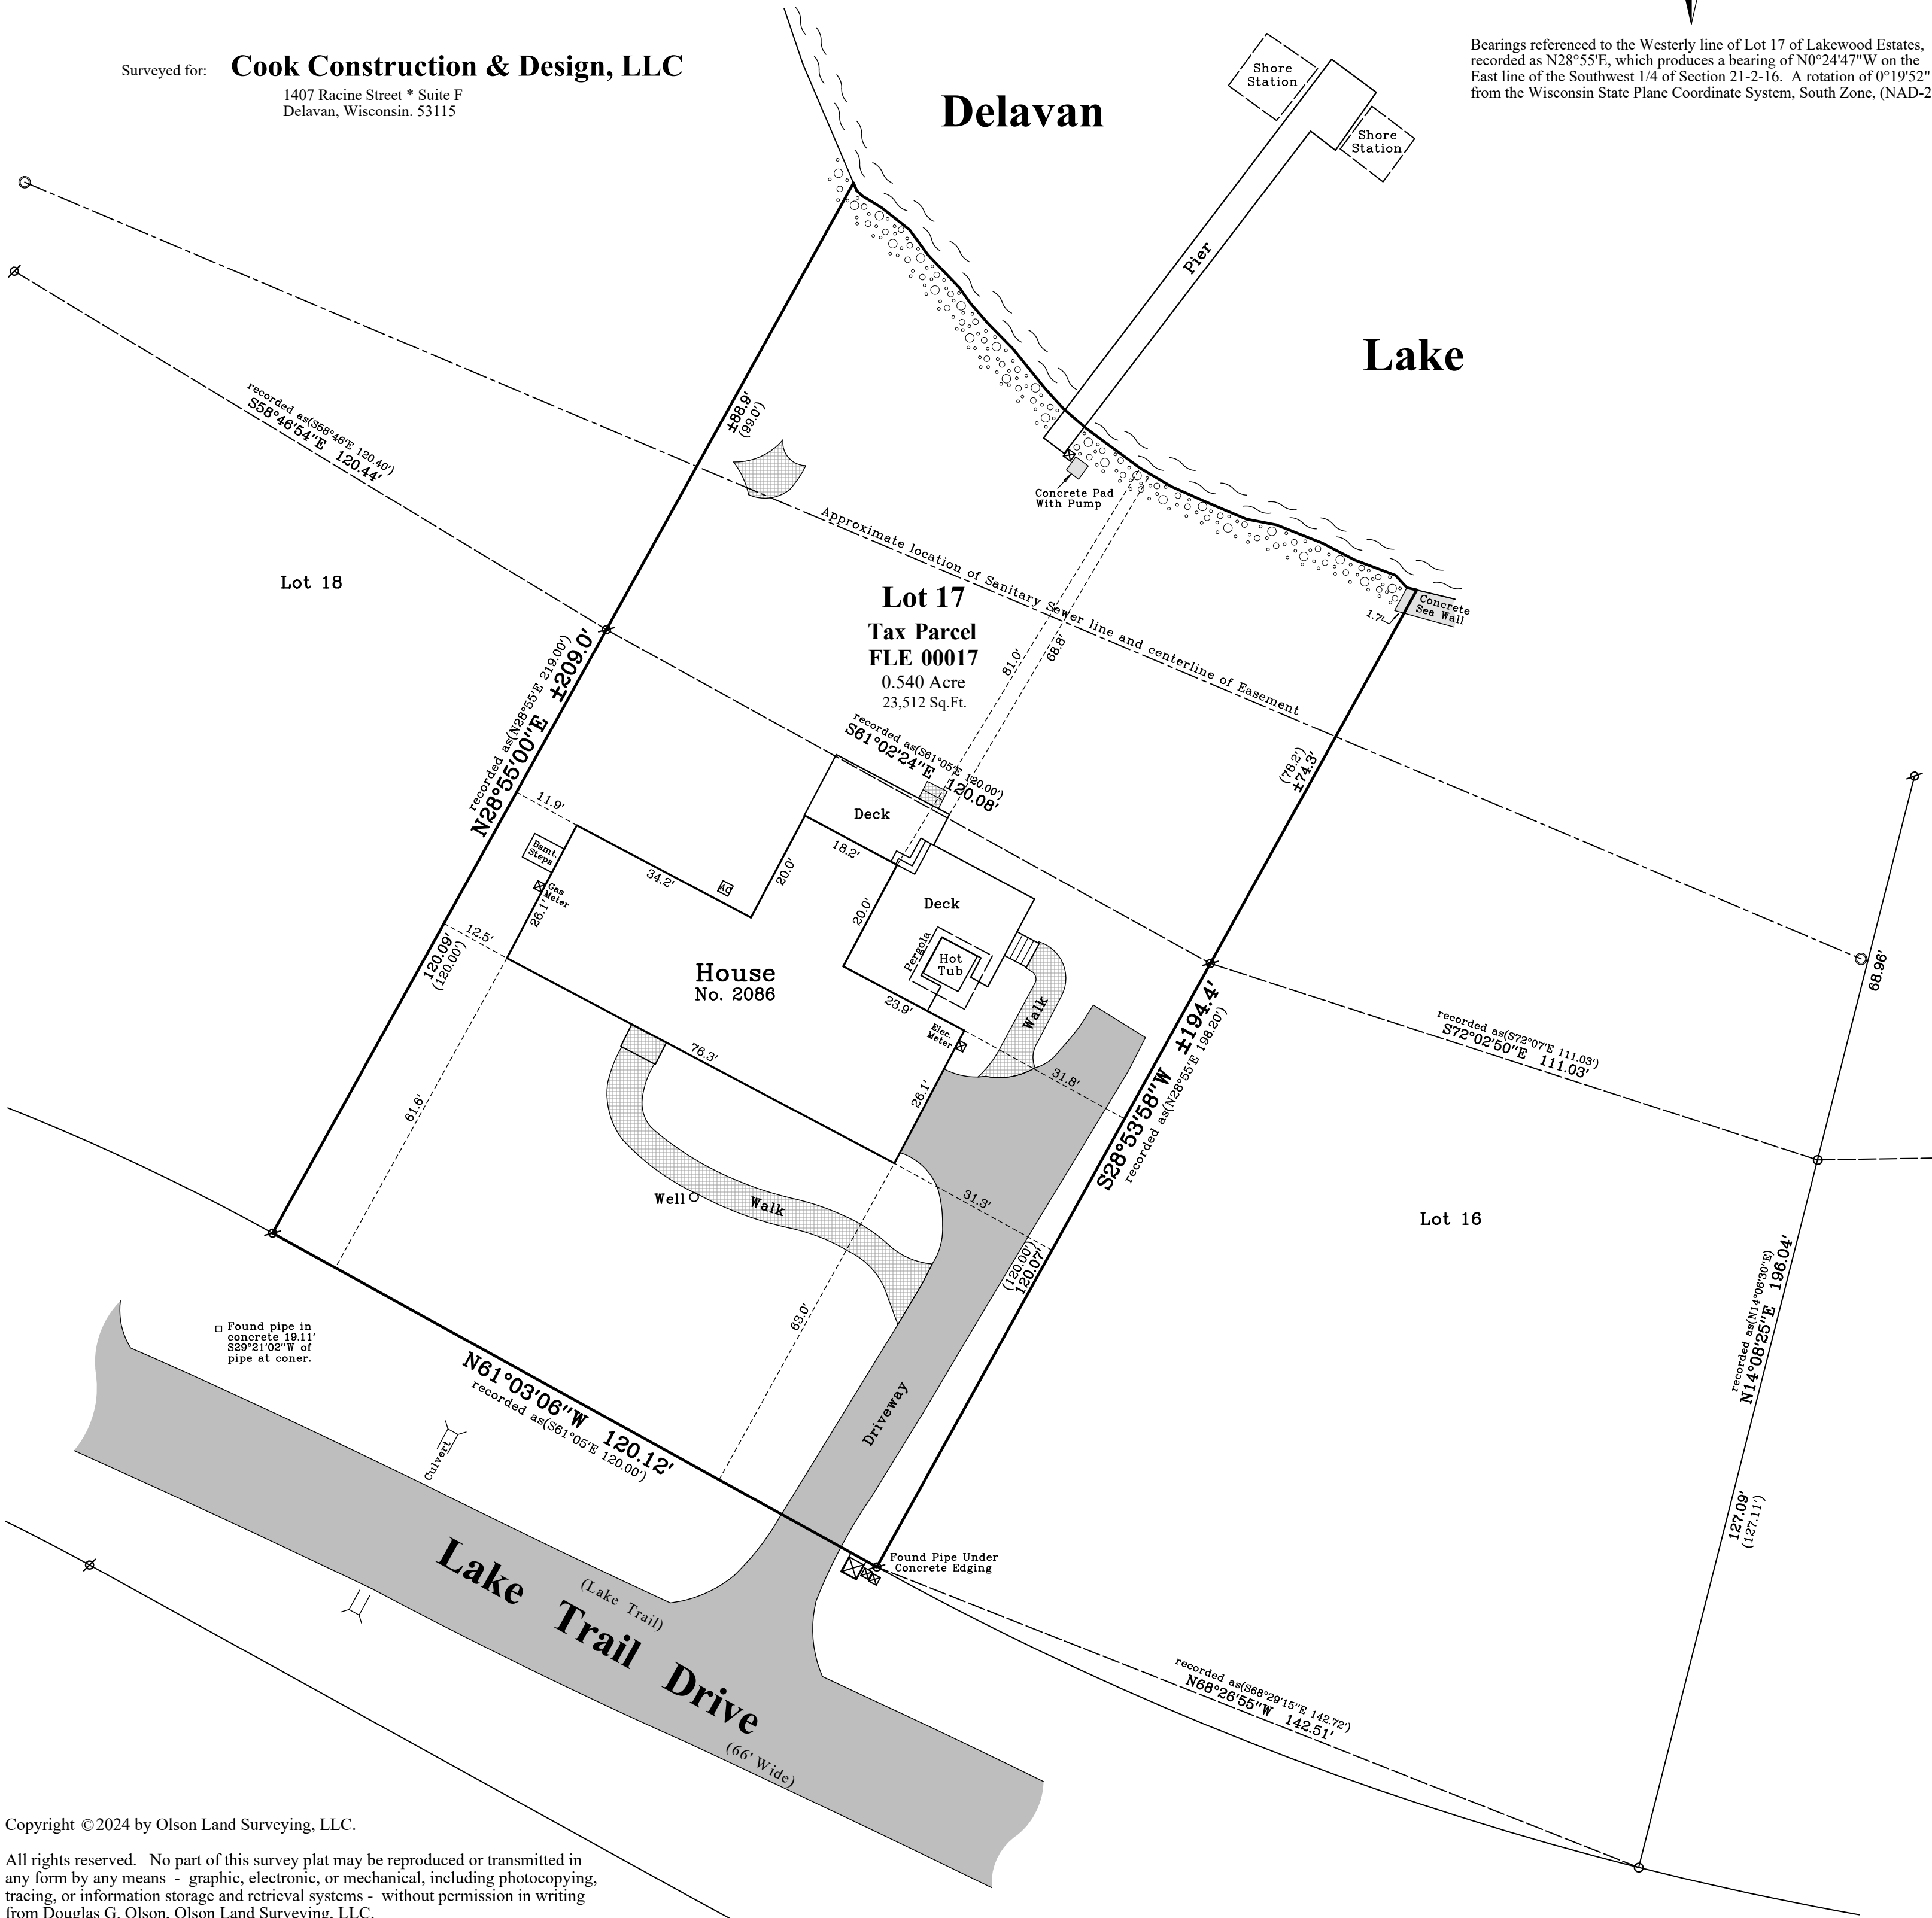 Surveyed for: Cook Construction & Design, LLC
1407 Racine Street * Suite F
Delavan, Wisconsin. 53115
Bearings referenced to the Westerly line of Lot 17 of Lakewood Estates,
recorded as N28°55'E, which produces a bearing of N0°24'47"W on the
East line of the Southwest 1/4 of Section 21-2-16. A rotation of 0°19'52"
from the Wisconsin State Plane Coordinate System, South Zone, (NAD-2
Delavan
Lake
Shore
Station
Shore
Station
Pier
Concrete Pad
With Pump
Concrete
Sea Wall
1.7'
recorded as(S58°46'E 120.40')
S58°46'54"E 120.44'
±88.9'
(99.0')
Approximate location of Sanitary Sewer line and centerline of Easement
Lot 18
Lot 17
Tax Parcel
FLE 00017
0.540 Acre
23,512 Sq.Ft.
81.0'
68.8'
recorded as(N28°55'E 219.00')
N28°55'00"E ±209.0'
recorded as(S61°05'E 120.00')
S61°02'24"E 120.08'
(78.2')
±74.3'
11.9'
Bsmt.
Steps
Gas
Meter
26.1'
34.2'
AC
20.0'
Deck
18.2'
20.0'
Deck
Pergola
Hot
Tub
12.5'
120.09'
(120.00')
House
No. 2086
23.9'
Elec.
Meter
Walk
76.3'
26.1'
31.8'
S28°53'58"W ±194.4'
recorded as(N28°55'E 198.20')
recorded as(S72°07'E 111.03')
S72°02'50"E 111.03'
68.96'
61.6'
Well
Walk
31.3'
(120.00')
120.07'
63.0'
Lot 16
recorded as(N14°06'30"E)
N14°08'25"E 196.04'
127.09'
(127.11')
Found pipe in
concrete 19.11'
S29°21'02"W of
pipe at coner.
N61°03'06"W 120.12'
recorded as(S61°05'E 120.00')
Culvert
Driveway
Found Pipe Under
Concrete Edging
Lake Trail Drive
(Lake Trail)
(66' Wide)
recorded as(S68°29'15"E 142.72')
N68°26'55"W 142.51'
Copyright ©2024 by Olson Land Surveying, LLC.
All rights reserved. No part of this survey plat may be reproduced or transmitted in
any form by any means - graphic, electronic, or mechanical, including photocopying,
tracing, or information storage and retrieval systems - without permission in writing
from Douglas G. Olson, Olson Land Surveying, LLC.